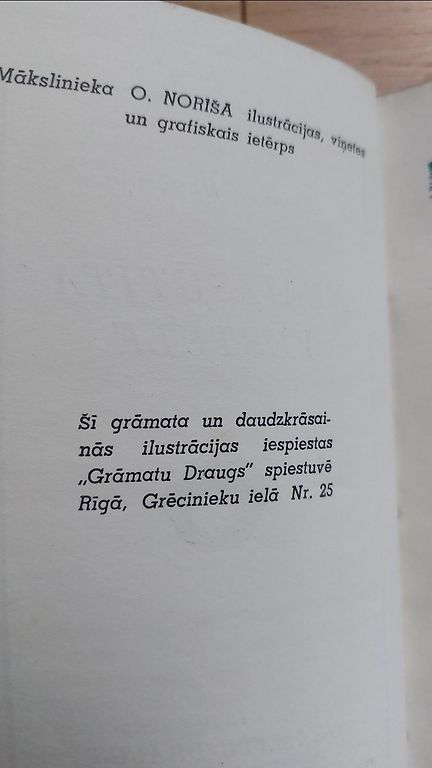 Mākslinieka O. NORIŠA ilustrācijas, viņetes
un grafiskais ietērps
Šī grāmata un daudzkrāsai-
nās ilustrācijas iespiestas
„Grāmatu Draugs" spiestuvē
Rīgā, Grēcinieku ielā Nr. 25